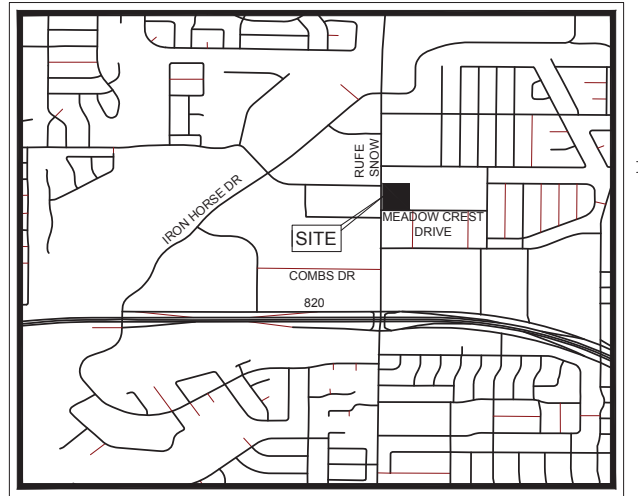 RUFE
SNOW
IRON HORSE DR
MEADOW CREST
DRIVE
SITE
COMBS DR
820